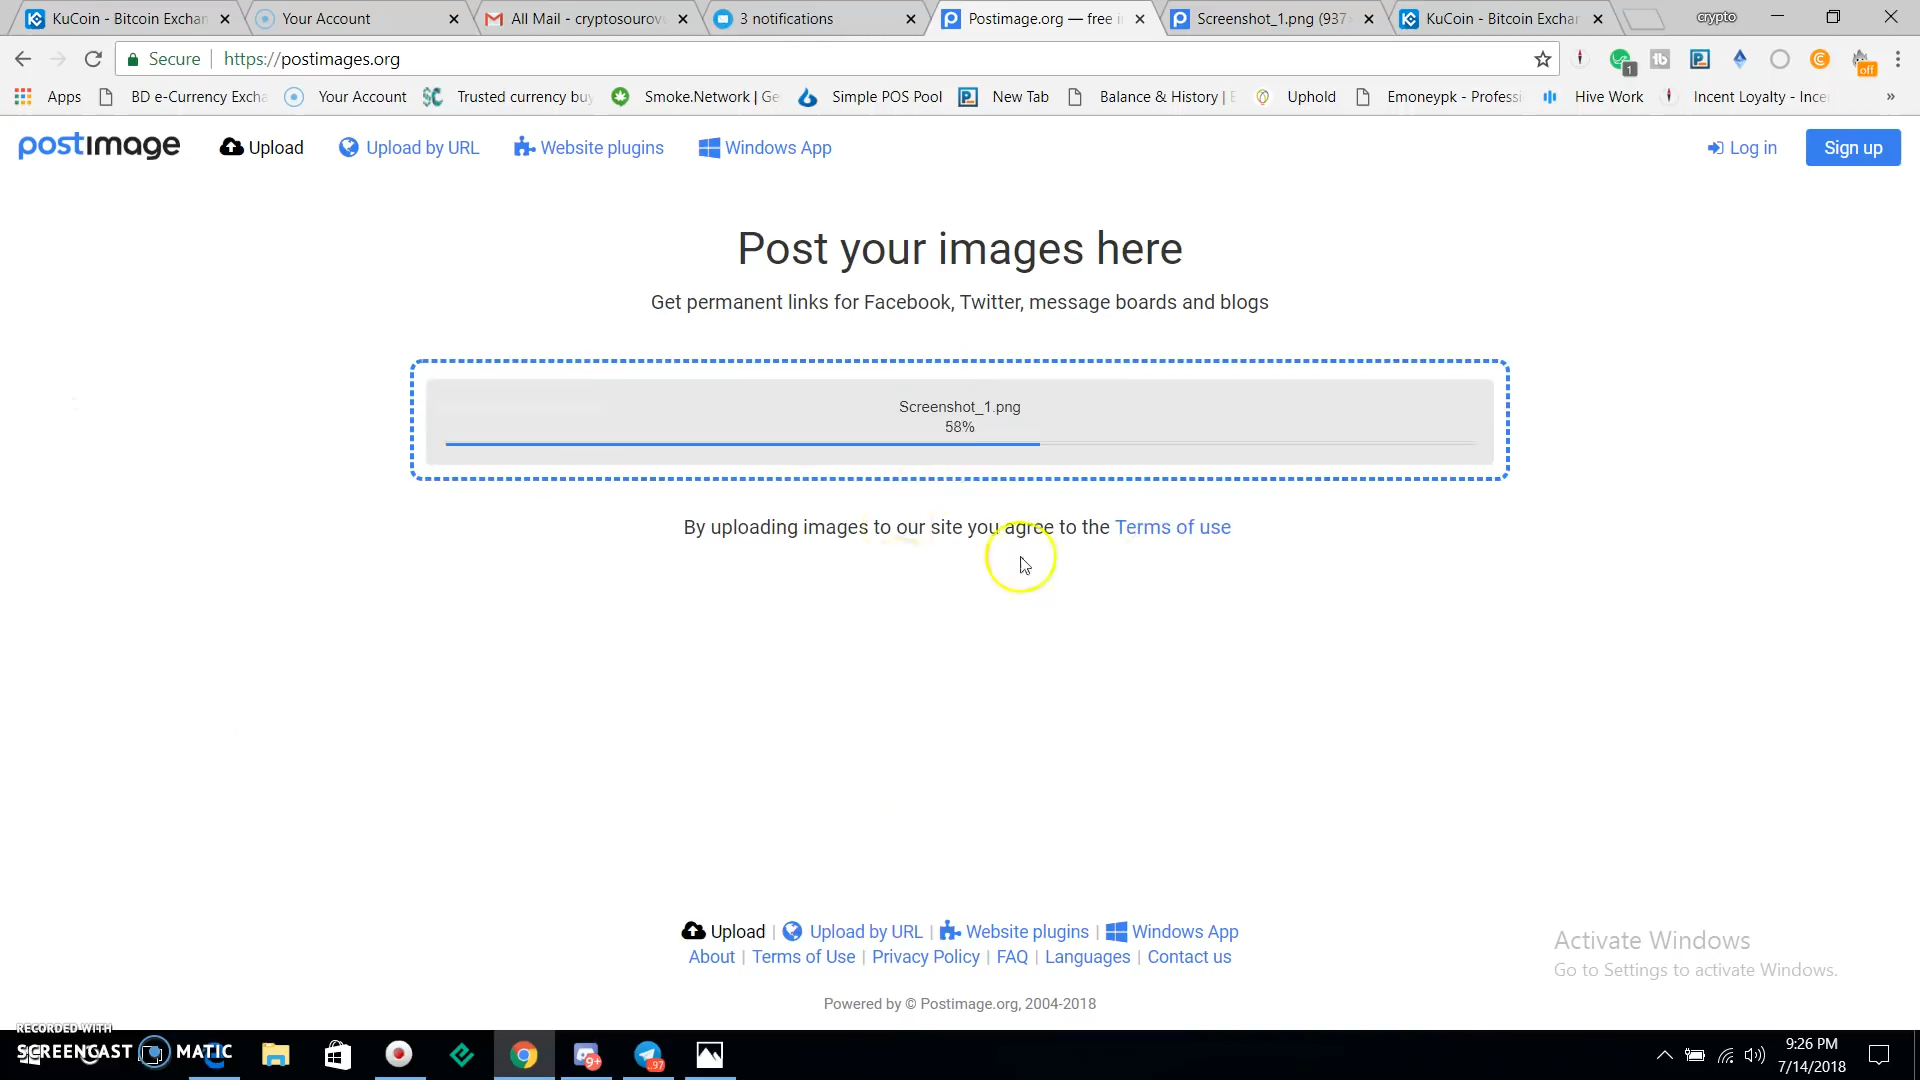 KuCoin - Bitcoin Exchan
Your Account
All Mail - cryptosourov
3 notifications
Postimage.org — free i
Screenshot_1.png (937
KuCoin - Bitcoin Exchar
crypto
Secure
https://postimages.org
1
off
Apps
BD e-Currency Excha
Your Account
Trusted currency buy
Smoke.Network | Ge
Simple POS Pool
New Tab
Balance & History | E
Uphold
Emoneypk - Professi
Hive Work
Incent Loyalty - Ince
»
postimage
Upload
Upload by URL
Website plugins
Windows App
Log in
Sign up
Post your images here
Get permanent links for Facebook, Twitter, message boards and blogs
Screenshot_1.png
58%
By uploading images to our site you agree to the Terms of use
Upload | Upload by URL | Website plugins | Windows App
About | Terms of Use | Privacy Policy | FAQ | Languages | Contact us
Powered by © Postimage.org, 2004-2018
Activate Windows
Go to Settings to activate Windows.
RECORDED WITH
SCREENCAST MATIC
9+
97
9:26 PM
7/14/2018